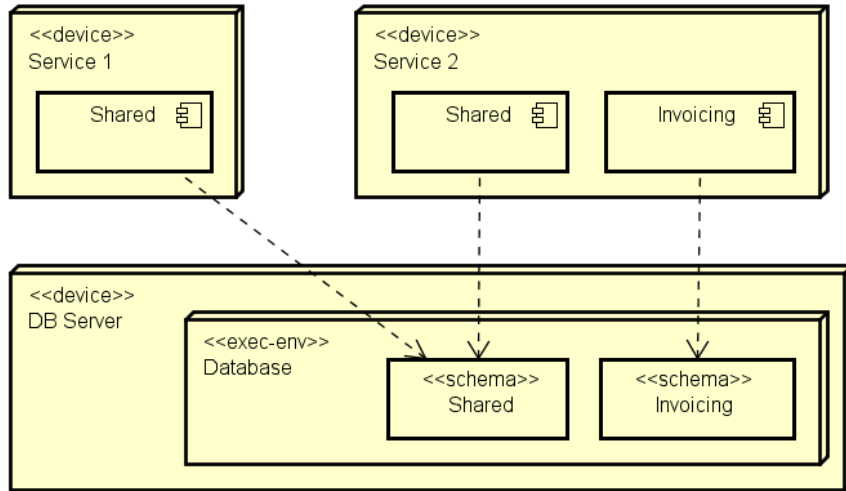 <<device>>
Service 1
Shared
<<device>>
Service 2
Shared
Invoicing
<<device>>
DB Server
<<exec-env>>
Database
<<schema>>
Shared
<<schema>>
Invoicing